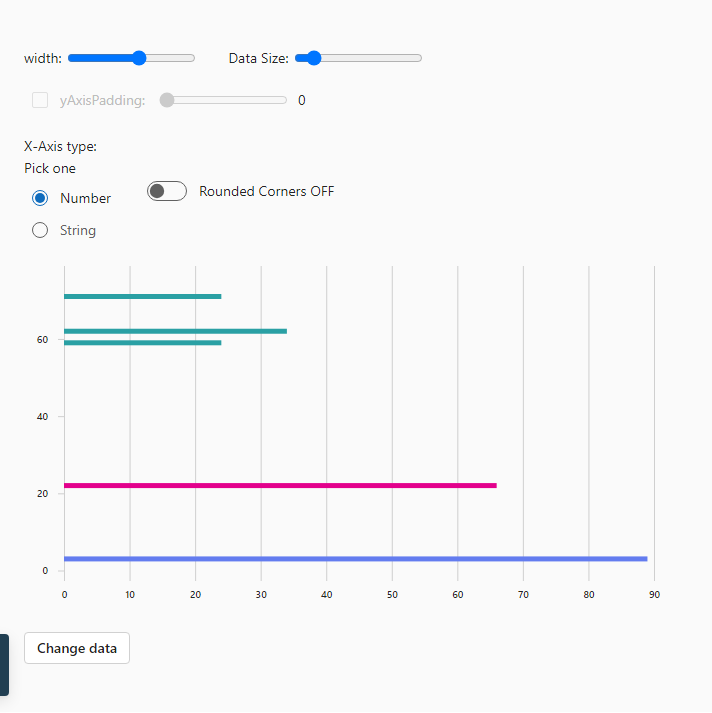 width: Data Size:
yAxisPadding: 0
X-Axis type:
Pick one
Number Rounded Corners OFF
String
60
40
20
0
0 10 20 30 40 50 60 70 80 90
Change data